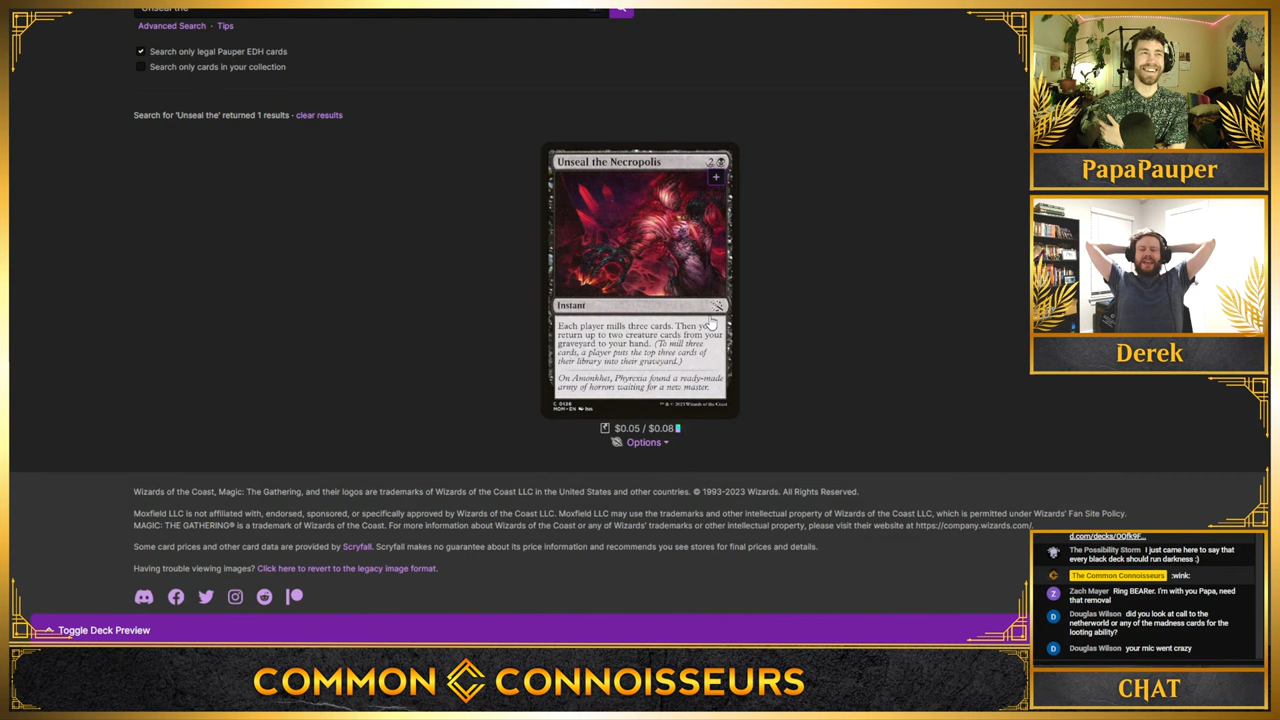 Unseal the
Advanced Search · Tips
Search only legal Pauper EDH cards
Search only cards in your collection
Search for 'Unseal the' returned 1 results · clear results
Unseal the Necropolis 2
+
Instant
Each player mills three cards. Then you
return up to two creature cards from your
graveyard to your hand. (To mill three
cards, a player puts the top three cards of
their library into their graveyard.)
On Amonkhet, Phyrexia found a ready-made
army of horrors waiting for a new master.
C 0128
MOM • EN
™ & © 2023 Wizards of the Coast
$0.05 / $0.08
Options
Wizards of the Coast, Magic: The Gathering, and their logos are trademarks of Wizards of the Coast LLC in the United States and other countries. © 1993-2023 Wizards. All Rights Reserved.
Moxfield LLC is not affiliated with, endorsed, sponsored, or specifically approved by Wizards of the Coast LLC. Moxfield LLC may use the trademarks and other intellectual property of Wizards of the Coast LLC, which is permitted under Wizards' Fan Site Policy.
MAGIC: THE GATHERING® is a trademark of Wizards of the Coast. For more information about Wizards of the Coast or any of Wizards' trademarks or other intellectual property, please visit their website at https://company.wizards.com/.
Some card prices and other card data are provided by Scryfall. Scryfall makes no guarantee about its price information and recommends you see stores for final prices and details.
Having trouble viewing images? Click here to revert to the legacy image format.
Toggle Deck Preview
COMMON CONNOISSEURS
PapaPauper
Derek
d.com/decks/OOfk9F...
The Possibility Storm I just came here to say that
every black deck should run darkness :)
The Common Connoisseurs :wink:
Z Zach Mayer Ring BEARer. I'm with you Papa, need
that removal
D Douglas Wilson did you look at call to the
netherworld or any of the madness cards for the
looting ability?
D Douglas Wilson your mic went crazy
CHAT